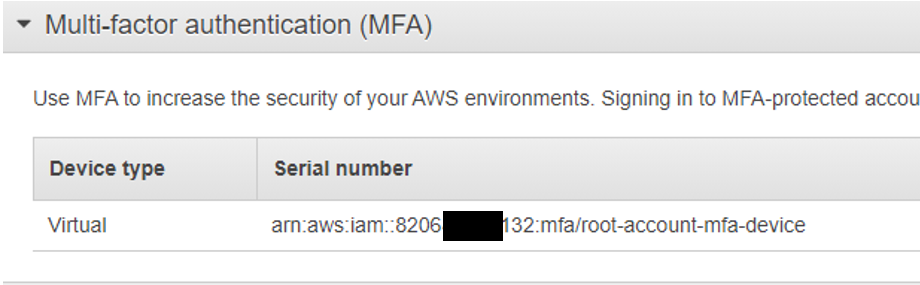 Multi-factor authentication (MFA)
Use MFA to increase the security of your AWS environments. Signing in to MFA-protected accou
Device type Serial number
Virtual arn:aws:iam::8206 132:mfa/root-account-mfa-device